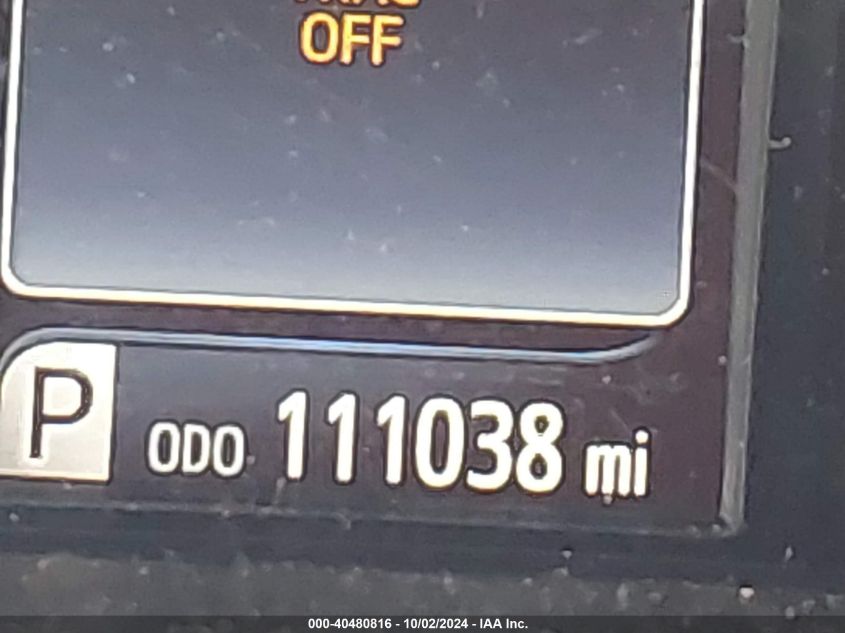 OFF
P ODO 111038 mi
000-40480816 - 10/02/2024 - IAA Inc.